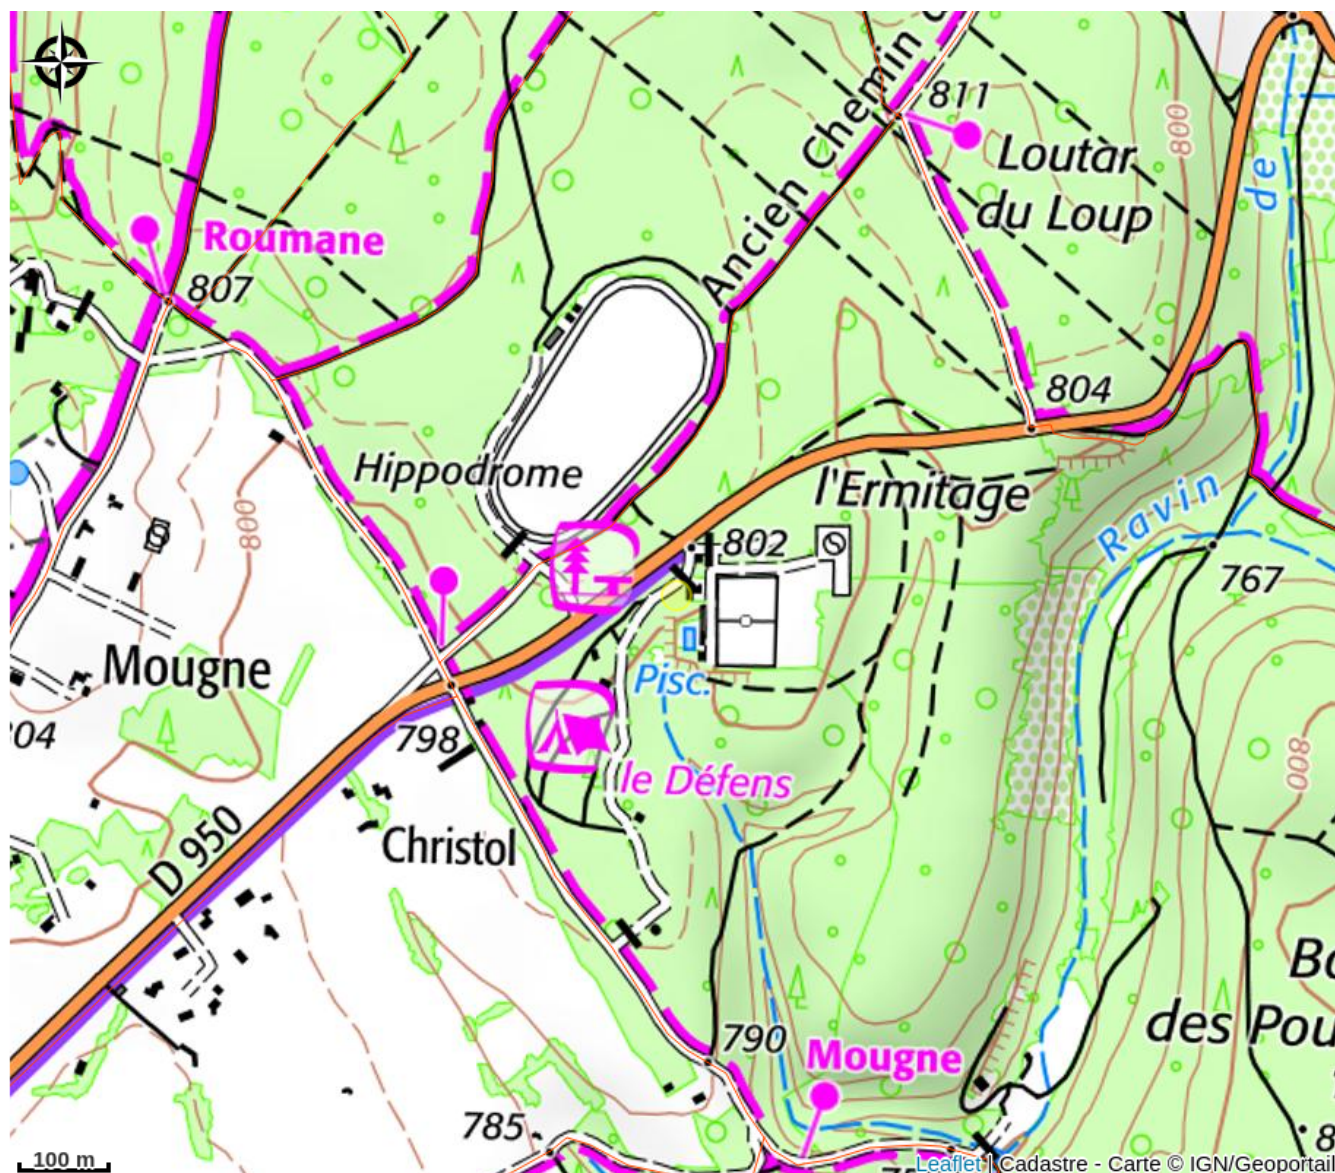 811
Loutar
du Loup
Ancien Chemin
800
de
Roumane
807
804
Hippodrome
l'Ermitage
800
802
Ravin
767
Mougne
Pisc.
04
798
le Défens
800
D 950
Christol
790
Mougne
785
des Pou
100 m
Leaflet | Cadastre - Carte © IGN/Geoportail